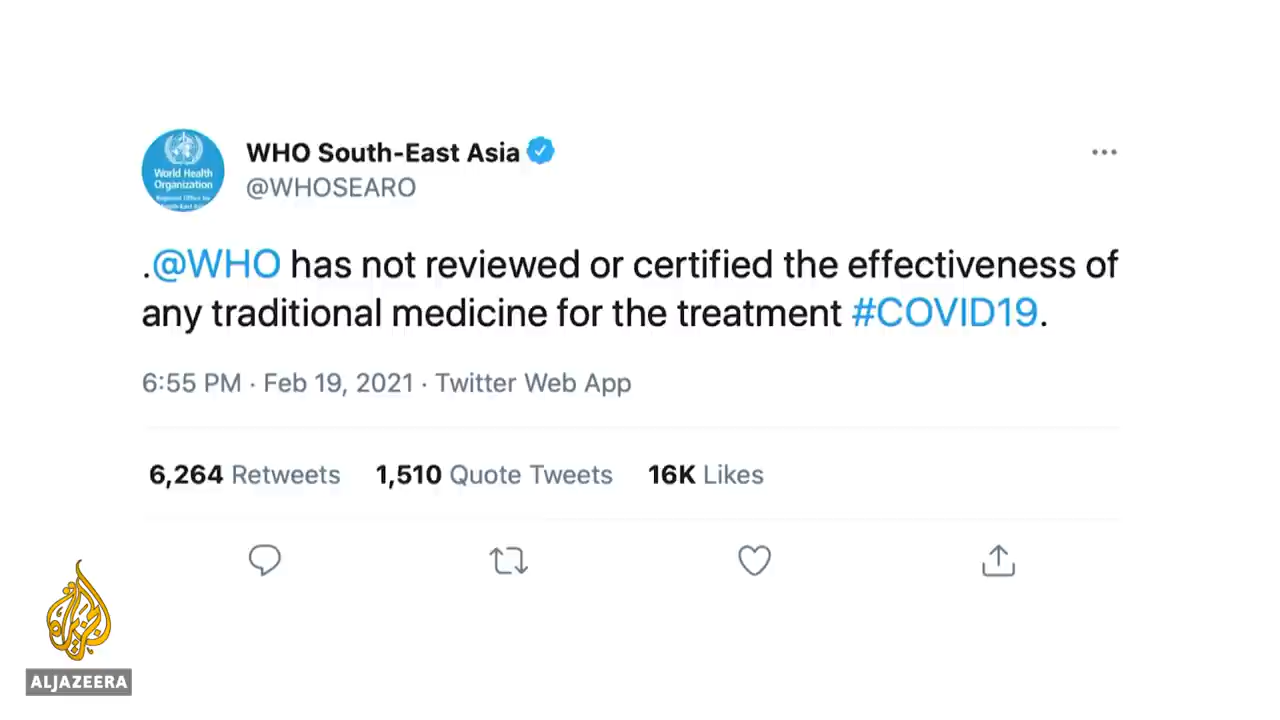 WHO South-East Asia
@WHOSEARO
World Health
Organization
.@WHO has not reviewed or certified the effectiveness of
any traditional medicine for the treatment #COVID19.
6:55 PM · Feb 19, 2021 · Twitter Web App
6,264 Retweets 1,510 Quote Tweets 16K Likes
ALJAZEERA